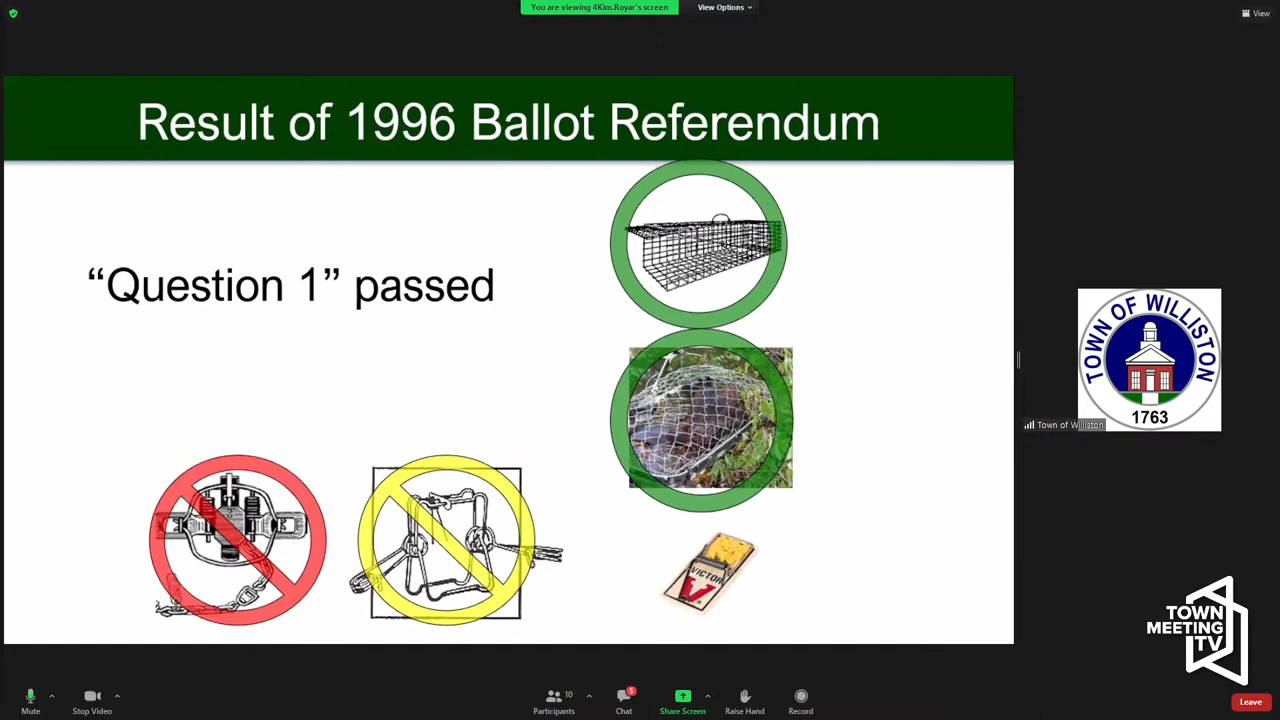 You are viewing 4Kim.Royar's screen
View Options
View
Result of 1996 Ballot Referendum
“Question 1” passed
VICTOR
V
TOWN OF WILLISTON
1763
Town of Williston
TOWN
MEETING
TV
Mute
Stop Video
10
Participants
5
Chat
Share Screen
Raise Hand
Record
Leave